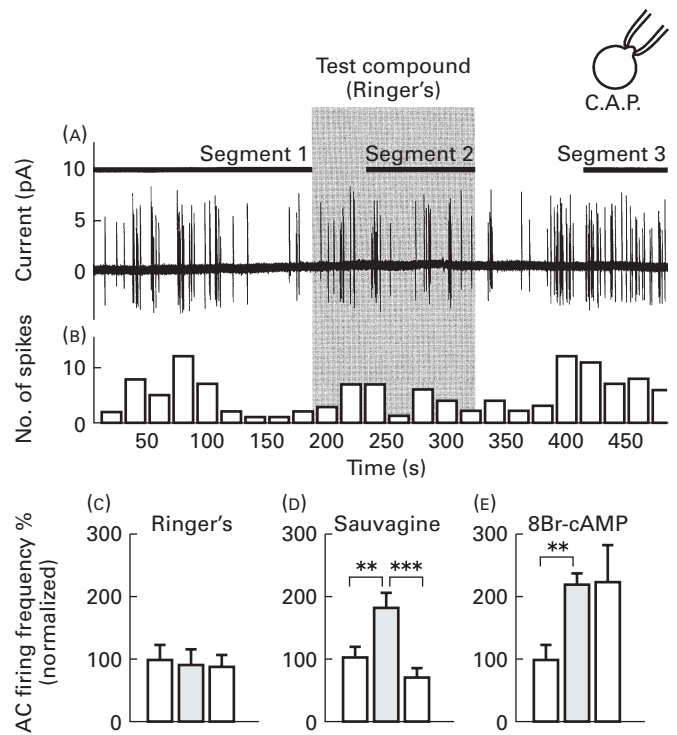 Test compound
(Ringer's)
C.A.P.
(A)
Segment 1
Segment 2
Segment 3
Current (pA)
10
5
0
(B)
No. of spikes
10
0
50 100 150 200 250 300 350 400 450
Time (s)
AC firing frequency %
(normalized)
(C)
Ringer's
300
200
100
0
(D)
Sauvagine
300
200
100
0
** ***
(E)
8Br-cAMP
300
200
100
0
**